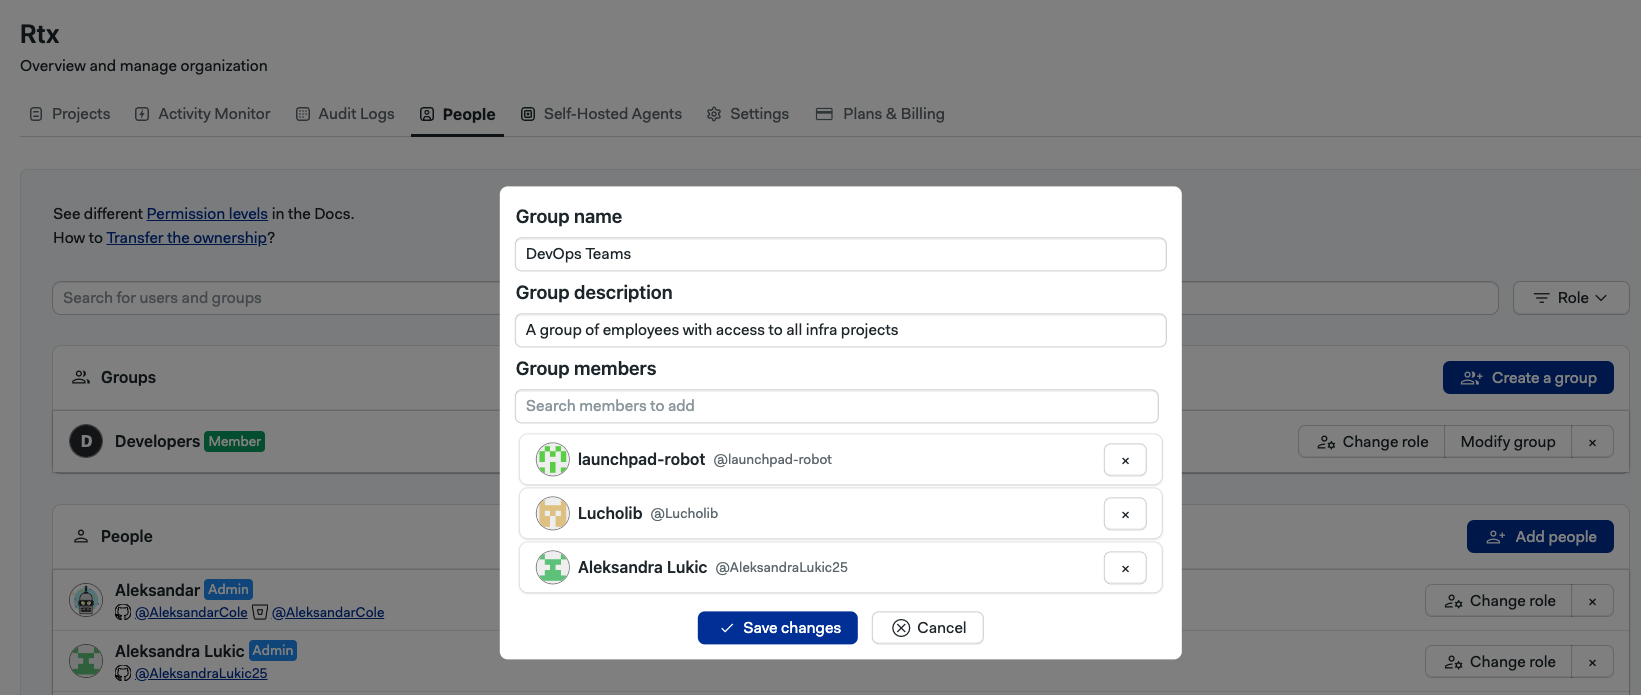 Rtx
Overview and manage organization
Projects Activity Monitor Audit Logs People Self-Hosted Agents Settings Plans & Billing
See different Permission levels in the Docs.
How to Transfer the ownership?
Search for users and groups
Role
Groups
Create a group
D Developers Member
Change role Modify group ×
People
Add people
Aleksandar Admin
@AleksandarCole @AleksandarCole
Change role ×
Aleksandra Lukic Admin
@AleksandraLukic25
Change role ×
Group name
DevOps Teams
Group description
A group of employees with access to all infra projects
Group members
Search members to add
launchpad-robot @launchpad-robot ×
Lucholib @Lucholib ×
Aleksandra Lukic @AleksandraLukic25 ×
Save changes Cancel